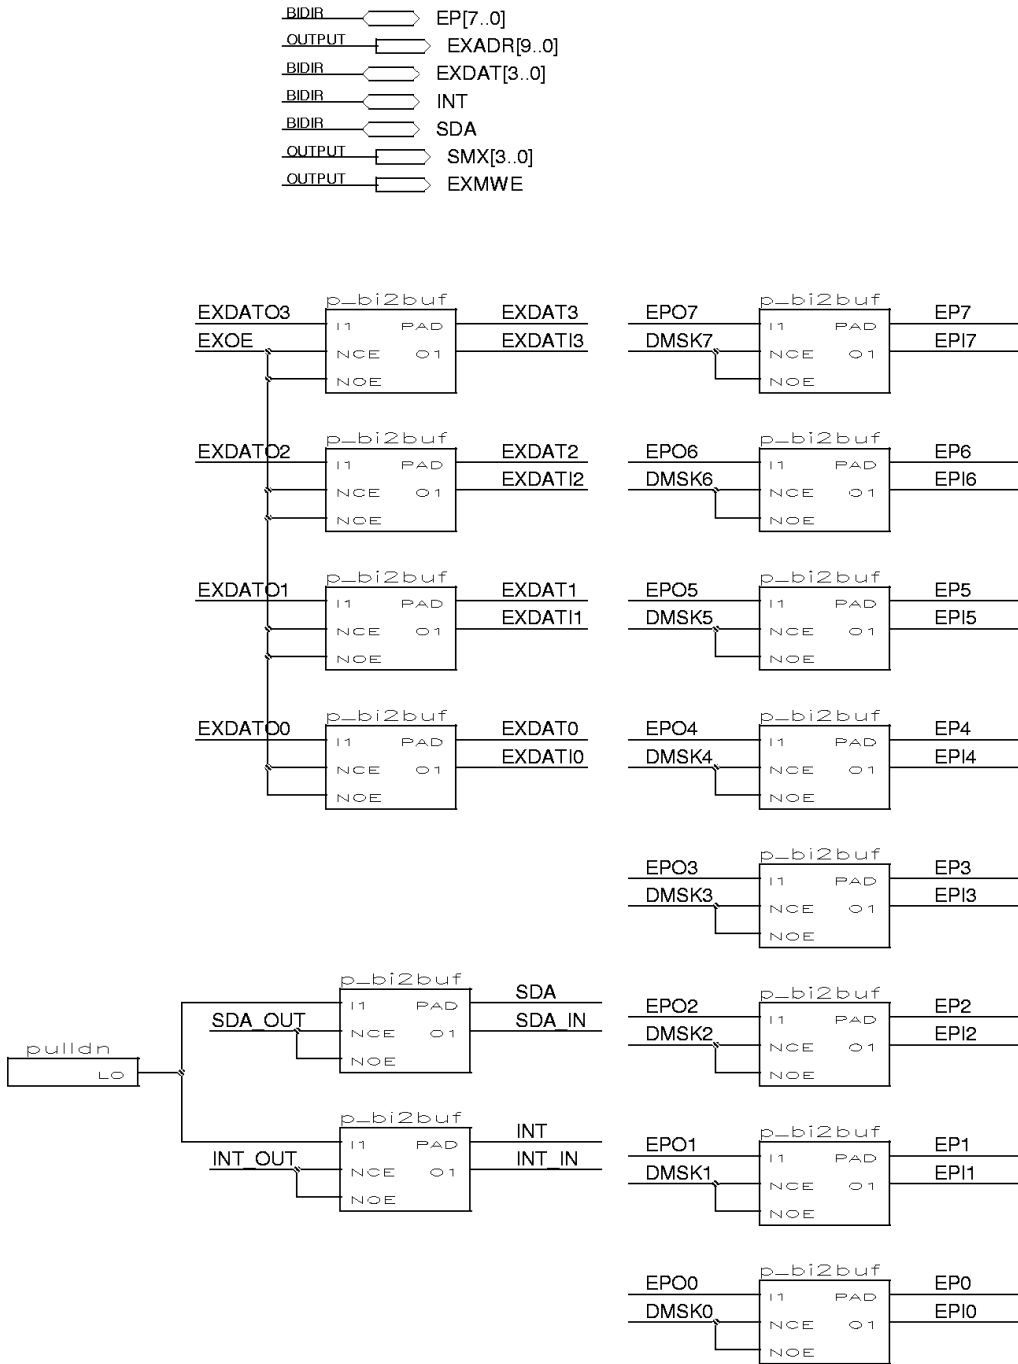 BIDIR EP[7..0]
OUTPUT EXADR[9..0]
BIDIR EXDAT[3..0]
BIDIR INT
BIDIR SDA
OUTPUT SMX[3..0]
OUTPUT EXMWE
p_bi2buf
EXDATO3 I1 PAD EXDAT3
EXOE NCE O1 EXDATI3
NOE
p_bi2buf
EXDATO2 I1 PAD EXDAT2
NCE O1 EXDATI2
NOE
p_bi2buf
EXDATO1 I1 PAD EXDAT1
NCE O1 EXDATI1
NOE
p_bi2buf
EXDATO0 I1 PAD EXDAT0
NCE O1 EXDATI0
NOE
p_bi2buf
I1 PAD SDA
SDA_OUT NCE O1 SDA_IN
NOE
pulldn
LO
p_bi2buf
I1 PAD INT
INT_OUT NCE O1 INT_IN
NOE
p_bi2buf
EPO7 I1 PAD EP7
DMSK7 NCE O1 EPI7
NOE
p_bi2buf
EPO6 I1 PAD EP6
DMSK6 NCE O1 EPI6
NOE
p_bi2buf
EPO5 I1 PAD EP5
DMSK5 NCE O1 EPI5
NOE
p_bi2buf
EPO4 I1 PAD EP4
DMSK4 NCE O1 EPI4
NOE
p_bi2buf
EPO3 I1 PAD EP3
DMSK3 NCE O1 EPI3
NOE
p_bi2buf
EPO2 I1 PAD EP2
DMSK2 NCE O1 EPI2
NOE
p_bi2buf
EPO1 I1 PAD EP1
DMSK1 NCE O1 EPI1
NOE
p_bi2buf
EPO0 I1 PAD EP0
DMSK0 NCE O1 EPI0
NOE